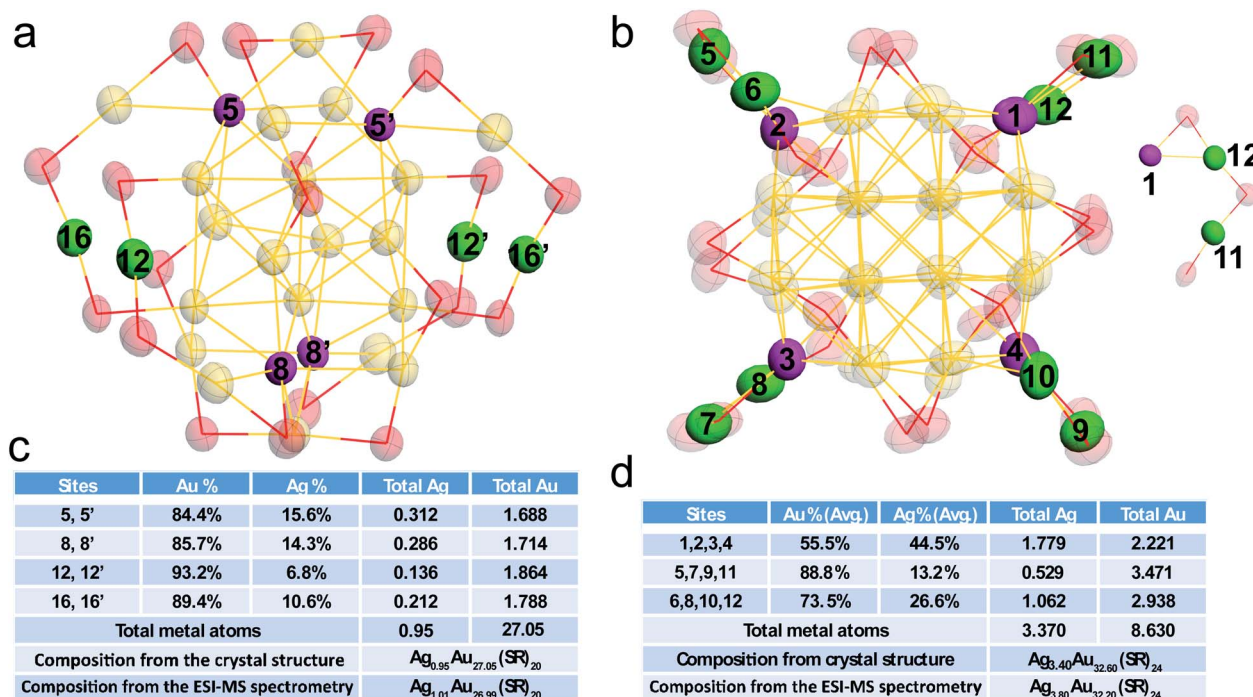 a
5
5'
16
12
12'
16'
8'
8
b
5
6
2
11
1
12
3
8
7
4
10
9
12
1
11
c
Sites Au % Ag % Total Ag Total Au
5, 5' 84.4% 15.6% 0.312 1.688
8, 8' 85.7% 14.3% 0.286 1.714
12, 12' 93.2% 6.8% 0.136 1.864
16, 16' 89.4% 10.6% 0.212 1.788
Total metal atoms 0.95 27.05
Composition from the crystal structure Ag0.95Au27.05(SR)20
Composition from the ESI-MS spectrometry Ag1.01Au26.99(SR)20
d
Sites Au%(Avg.) Ag%(Avg.) Total Ag Total Au
1,2,3,4 55.5% 44.5% 1.779 2.221
5,7,9,11 88.8% 13.2% 0.529 3.471
6,8,10,12 73.5% 26.6% 1.062 2.938
Total metal atoms 3.370 8.630
Composition from crystal structure Ag3.40Au32.60(SR)24
Composition from the ESI-MS spectrometry Ag3.80Au32.20(SR)24